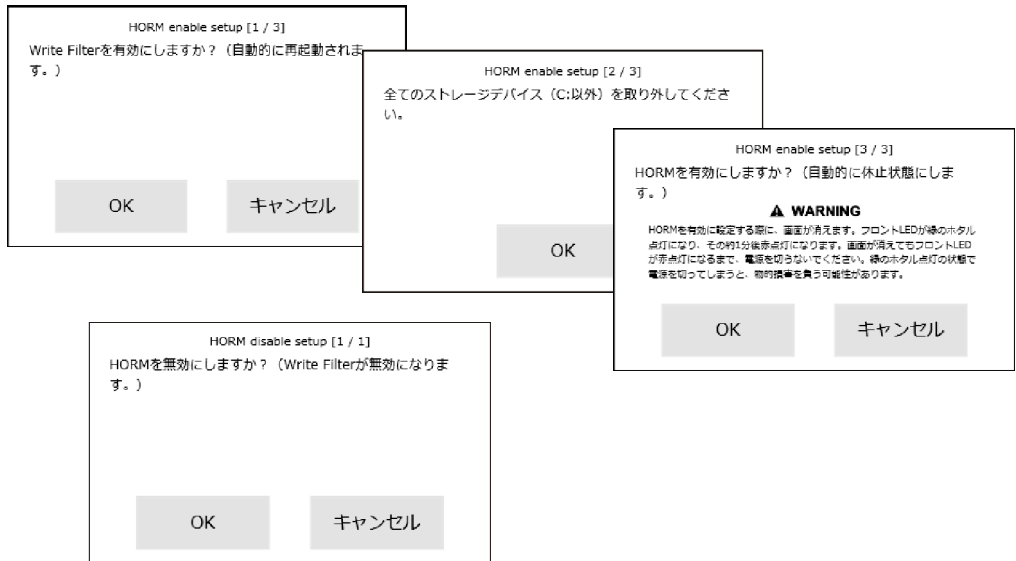 HORM enable setup [1 / 3]
Write Filterを有効にしますか？（自動的に再起動されま
す。）
OK
キャンセル
HORM enable setup [2 / 3]
全てのストレージデバイス（C:以外）を取り外してくださ
い。
OK
HORM enable setup [3 / 3]
HORMを有効にしますか？（自動的に休止状態にしま
す。）
WARNING
HORMを有効に設定する際に、画面が消えます。フロントLEDが緑のホタル
点灯になり、その約1分後赤点灯になります。画面が消えてもフロントLED
が赤点灯になるまで、電源を切らないでください。緑のホタル点灯の状態で
電源を切ってしまうと、物的損害を負う可能性があります。
OK
キャンセル
HORM disable setup [1 / 1]
HORMを無効にしますか？（Write Filterが無効になりま
す。）
OK
キャンセル